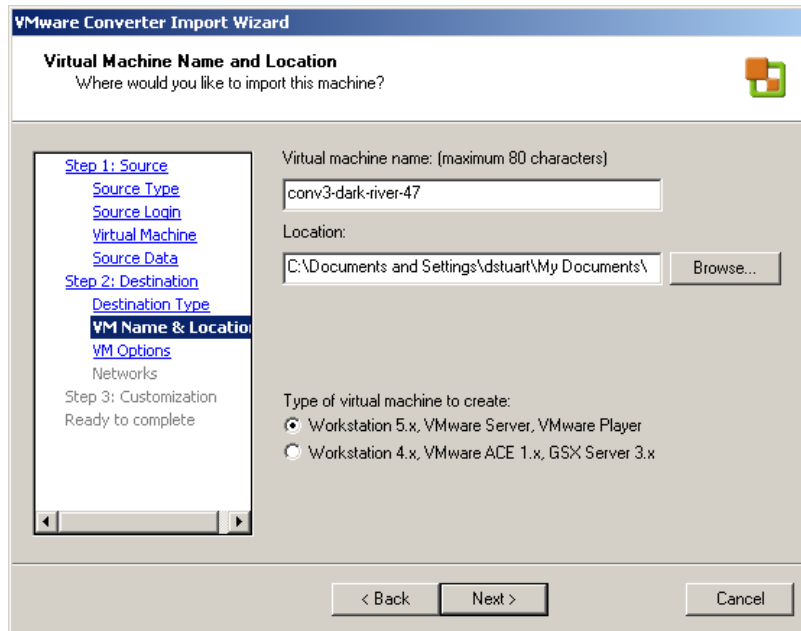 VMware Converter Import Wizard
Virtual Machine Name and Location
Where would you like to import this machine?
Step 1: Source
Source Type
Source Login
Virtual Machine
Source Data
Step 2: Destination
Destination Type
VM Name & Locatio
VM Options
Networks
Step 3: Customization
Ready to complete
Virtual machine name: (maximum 80 characters)
conv3-dark-river-47
Location:
C:\Documents and Settings\dstuart\My Documents\
Browse...
Type of virtual machine to create:
Workstation 5.x, VMware Server, VMware Player
Workstation 4.x, VMware ACE 1.x, GSX Server 3.x
< Back
Next >
Cancel